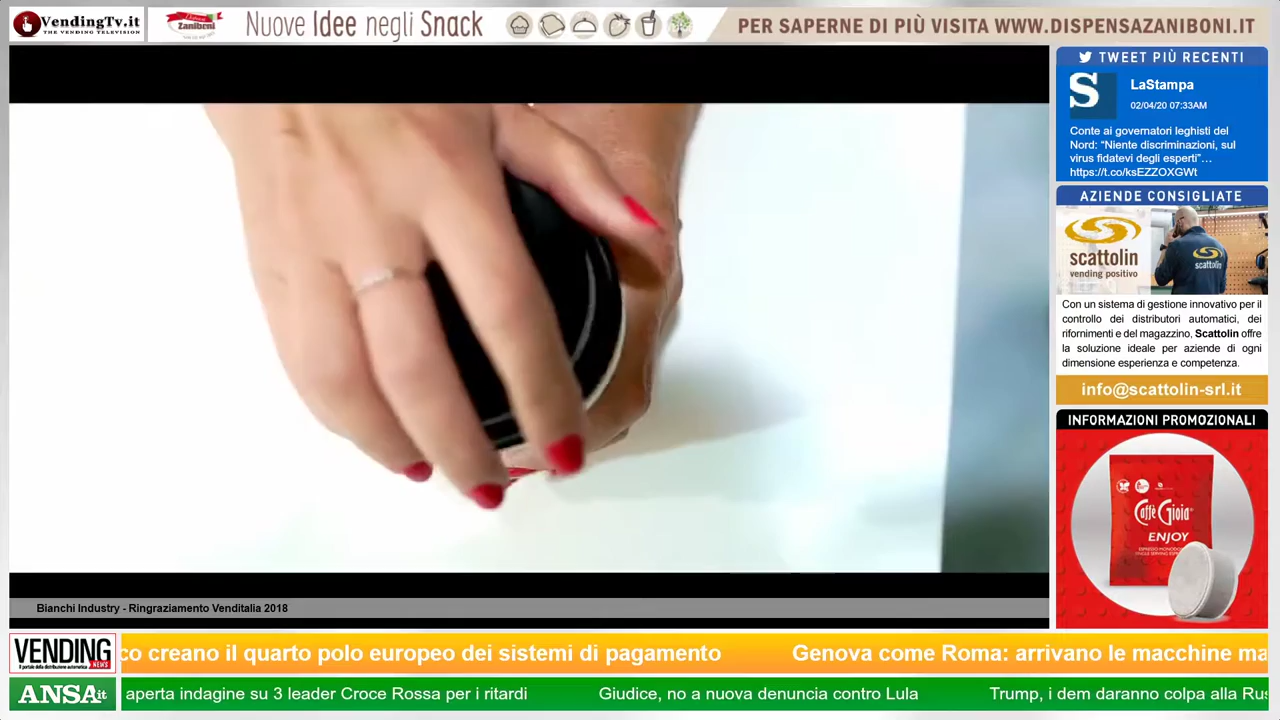 VendingTv.it
THE VENDING TELEVISION
Zaniboni
Nuove Idee negli Snack
PER SAPERNE DI PIÙ VISITA WWW.DISPENSAZANIBONI.IT
TWEET PIÙ RECENTI
LaStampa
02/04/20 07:33AM
Conte ai governatori leghisti del
Nord: “Niente discriminazioni, sul
virus fidatevi degli esperti”…
https://t.co/ksEZZOXGWt
AZIENDE CONSIGLIATE
scattolin
vending positivo
scattolin
Con un sistema di gestione innovativo per il
controllo dei distributori automatici, dei
rifornimenti e del magazzino, Scattolin offre
la soluzione ideale per aziende di ogni
dimensione esperienza e competenza.
info@scattolin-srl.it
INFORMAZIONI PROMOZIONALI
Caffè Gioia
ENJOY
Bianchi Industry - Ringraziamento Venditalia 2018
VENDING NEWS
Il portale della distribuzione automatica
co creano il quarto polo europeo dei sistemi di pagamento
Genova come Roma: arrivano le macchine ma
ANSA.it
aperta indagine su 3 leader Croce Rossa per i ritardi
Giudice, no a nuova denuncia contro Lula
Trump, i dem daranno colpa alla Rus